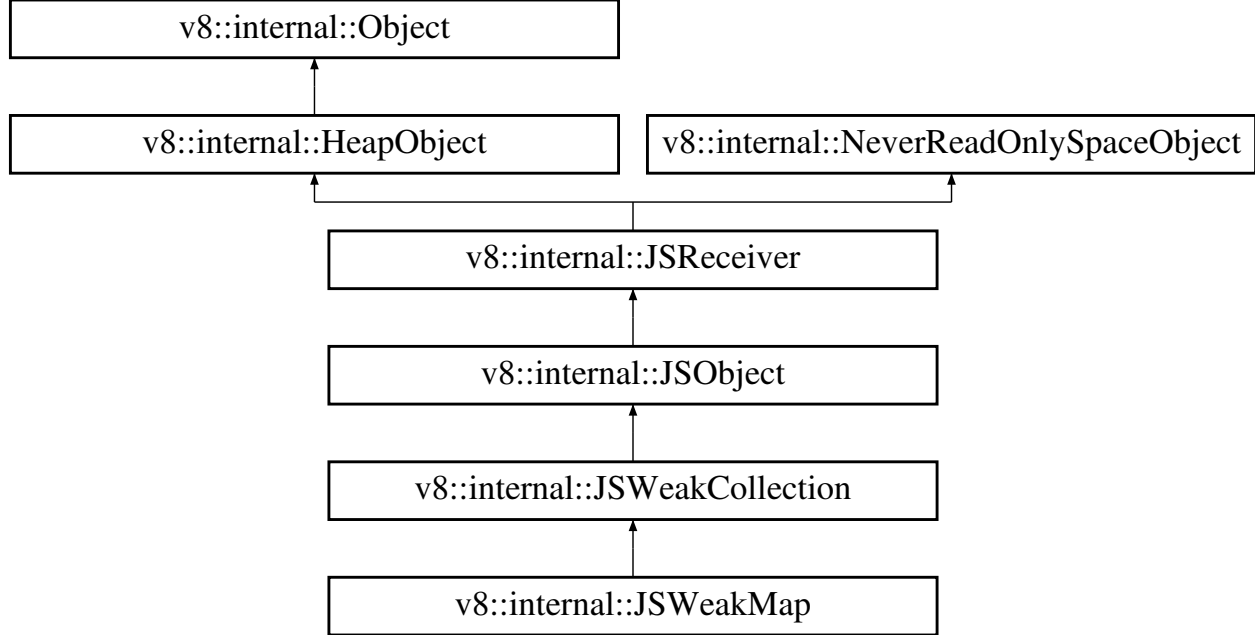 v8::internal::Object
v8::internal::HeapObject
v8::internal::NeverReadOnlySpaceObject
v8::internal::JSReceiver
v8::internal::JSObject
v8::internal::JSWeakCollection
v8::internal::JSWeakMap